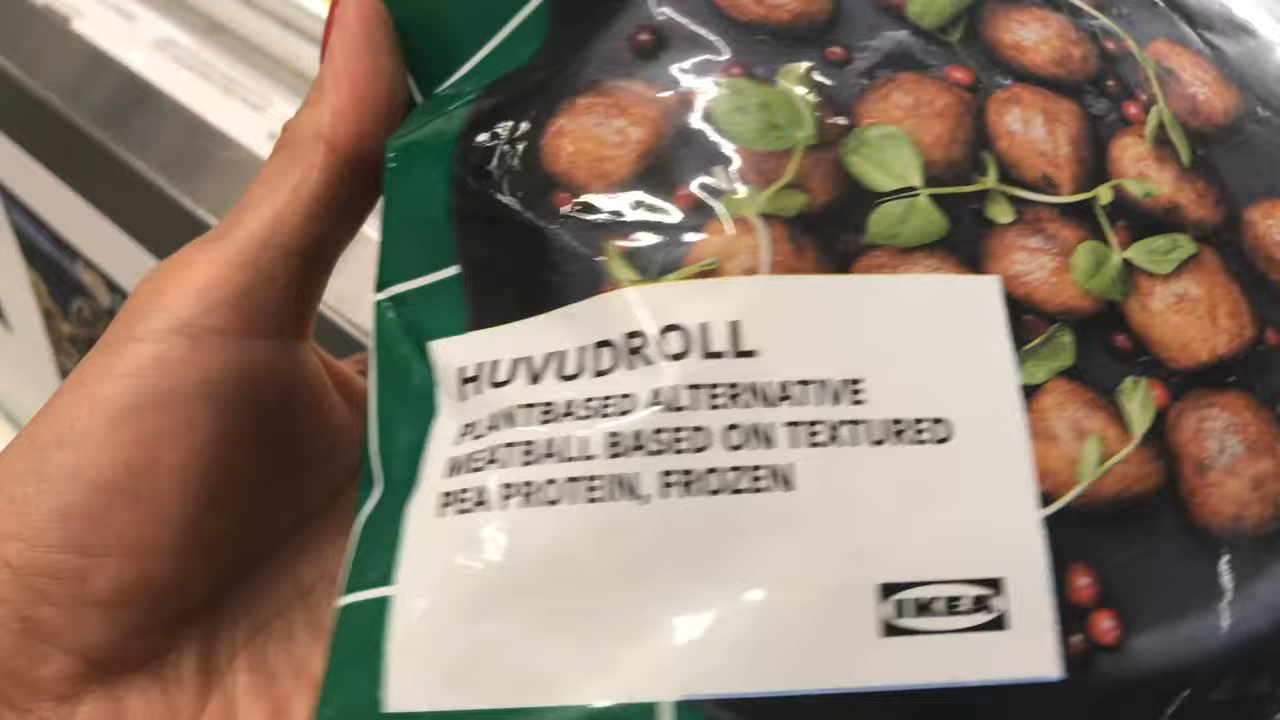 HUVUDROLL
PLANTBASED ALTERNATIVE
MEATBALL BASED ON TEXTURED
PEA PROTEIN, FROZEN
IKEA